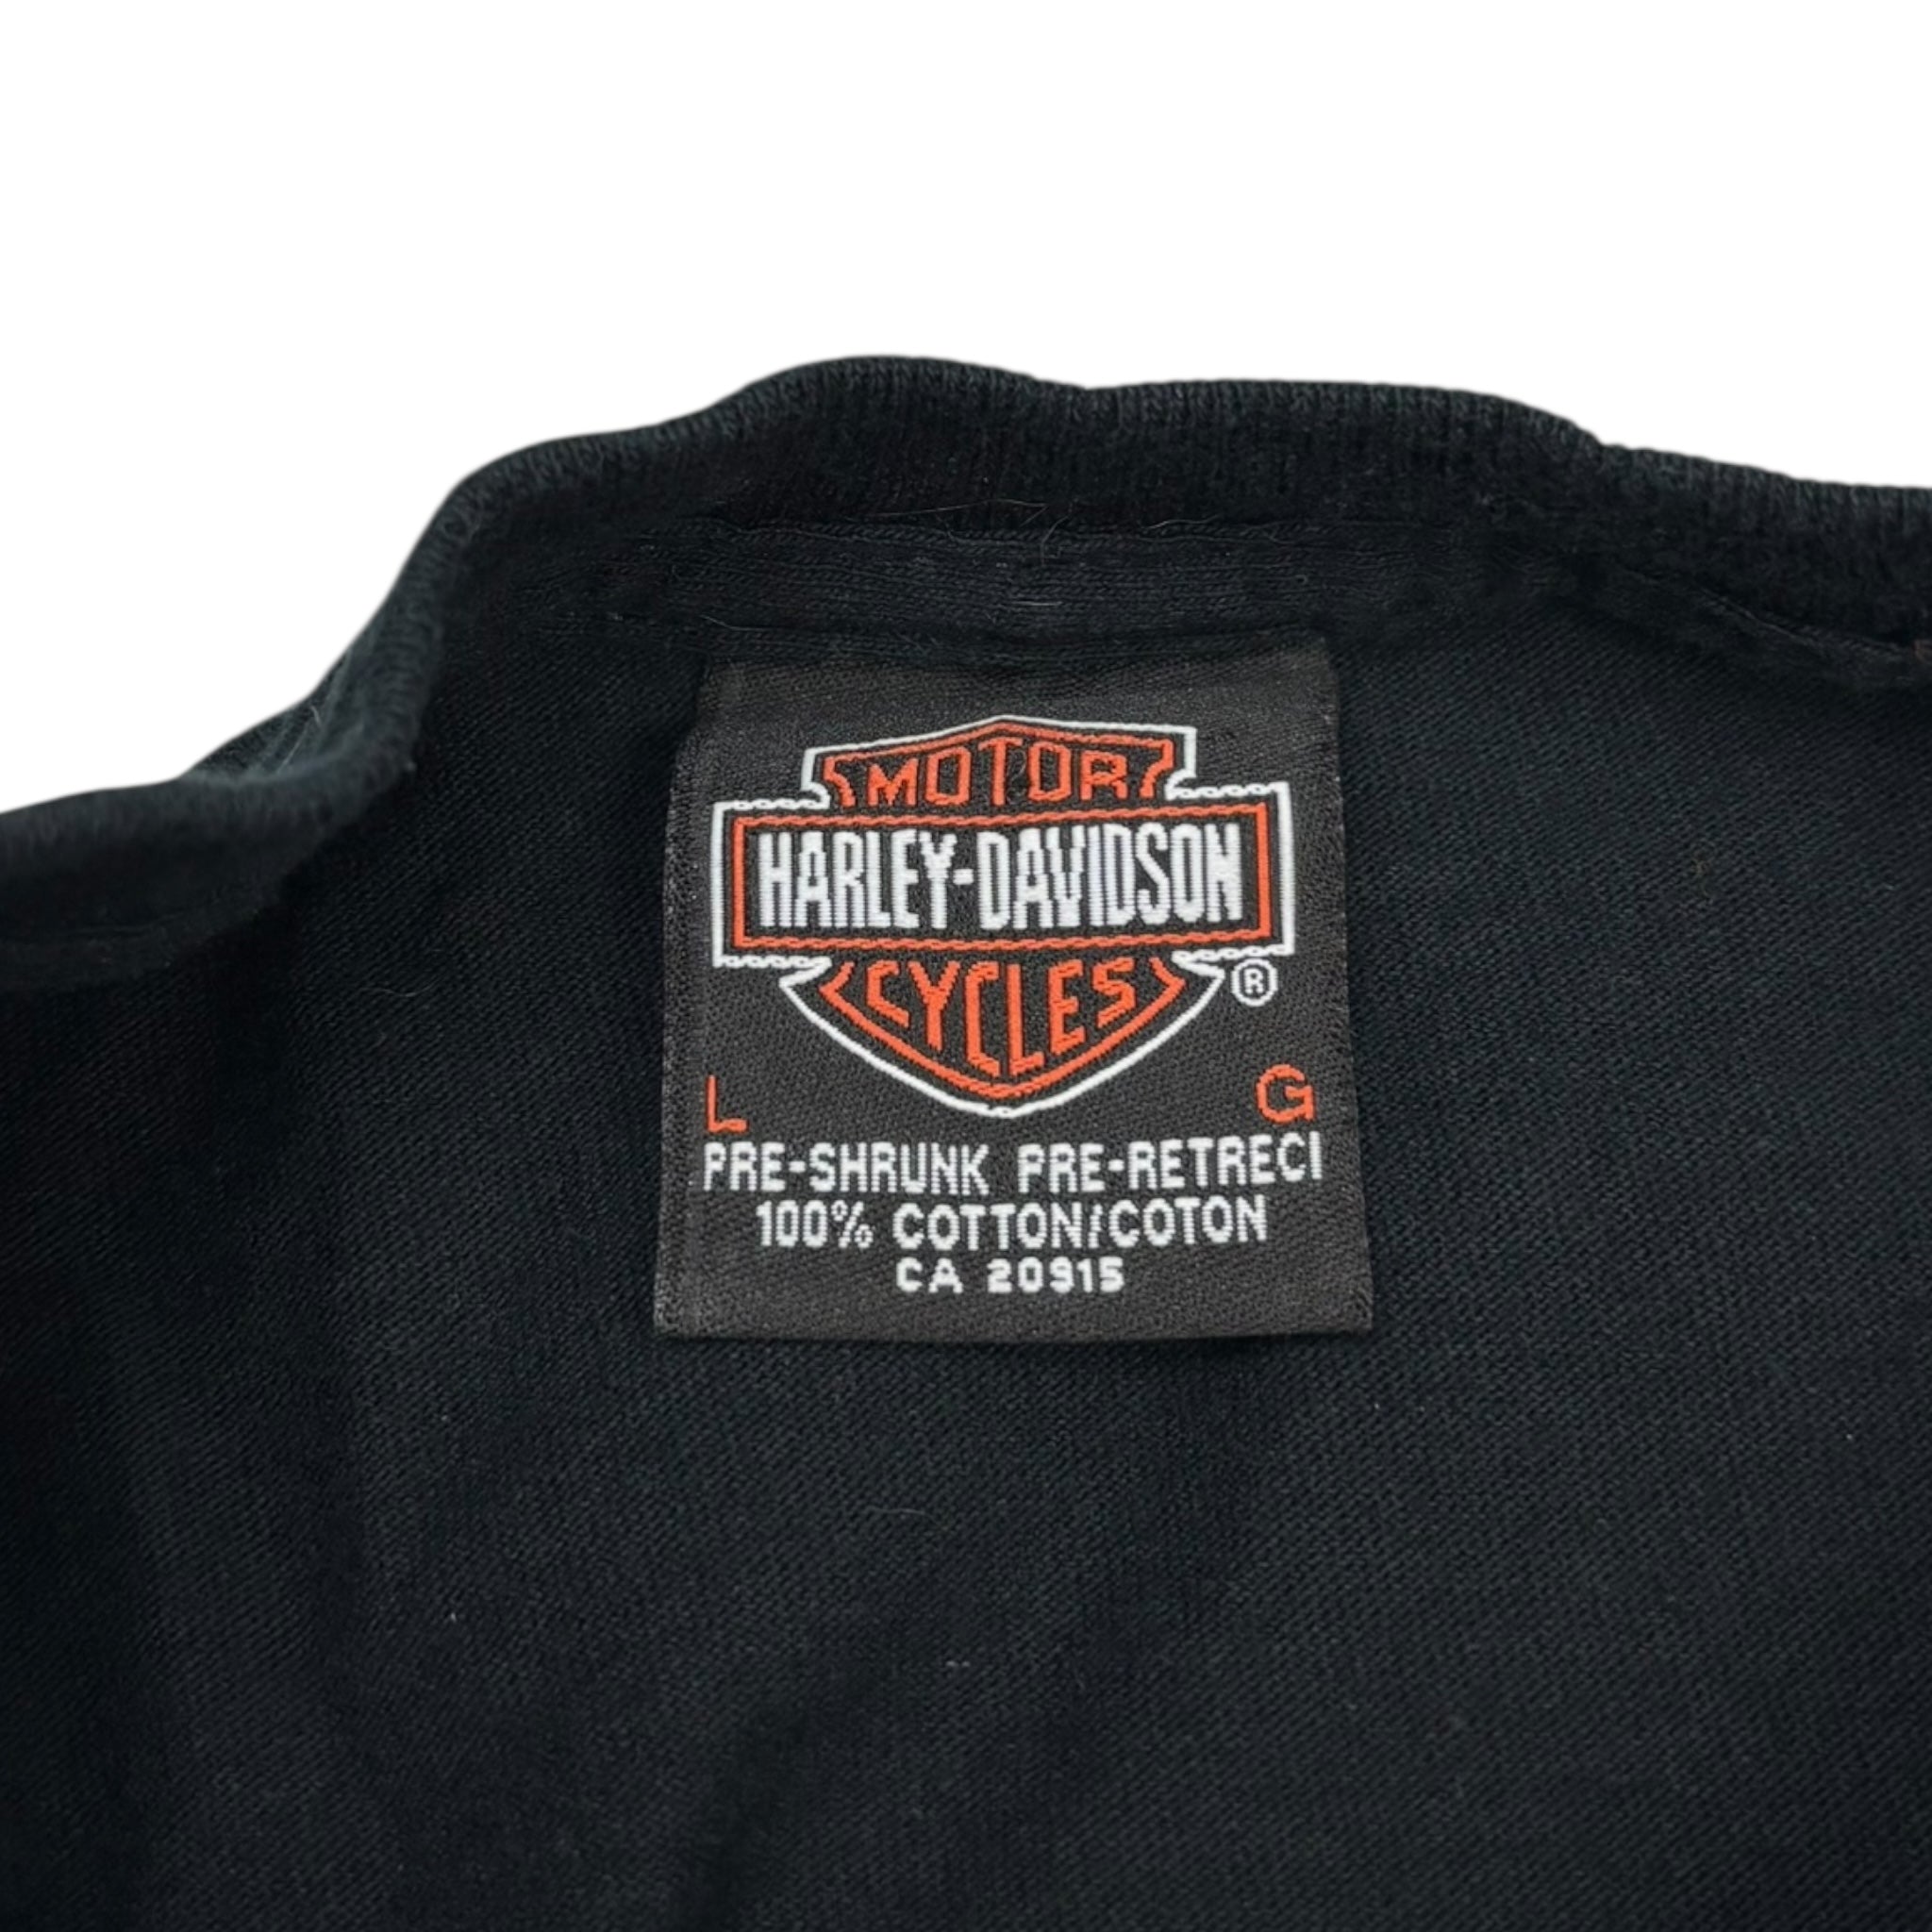 MOTOR
HARLEY-DAVIDSON
CYCLES
®
L G
PRE-SHRUNK PRE-RETRECI
100% COTTON/COTON
CA 20915